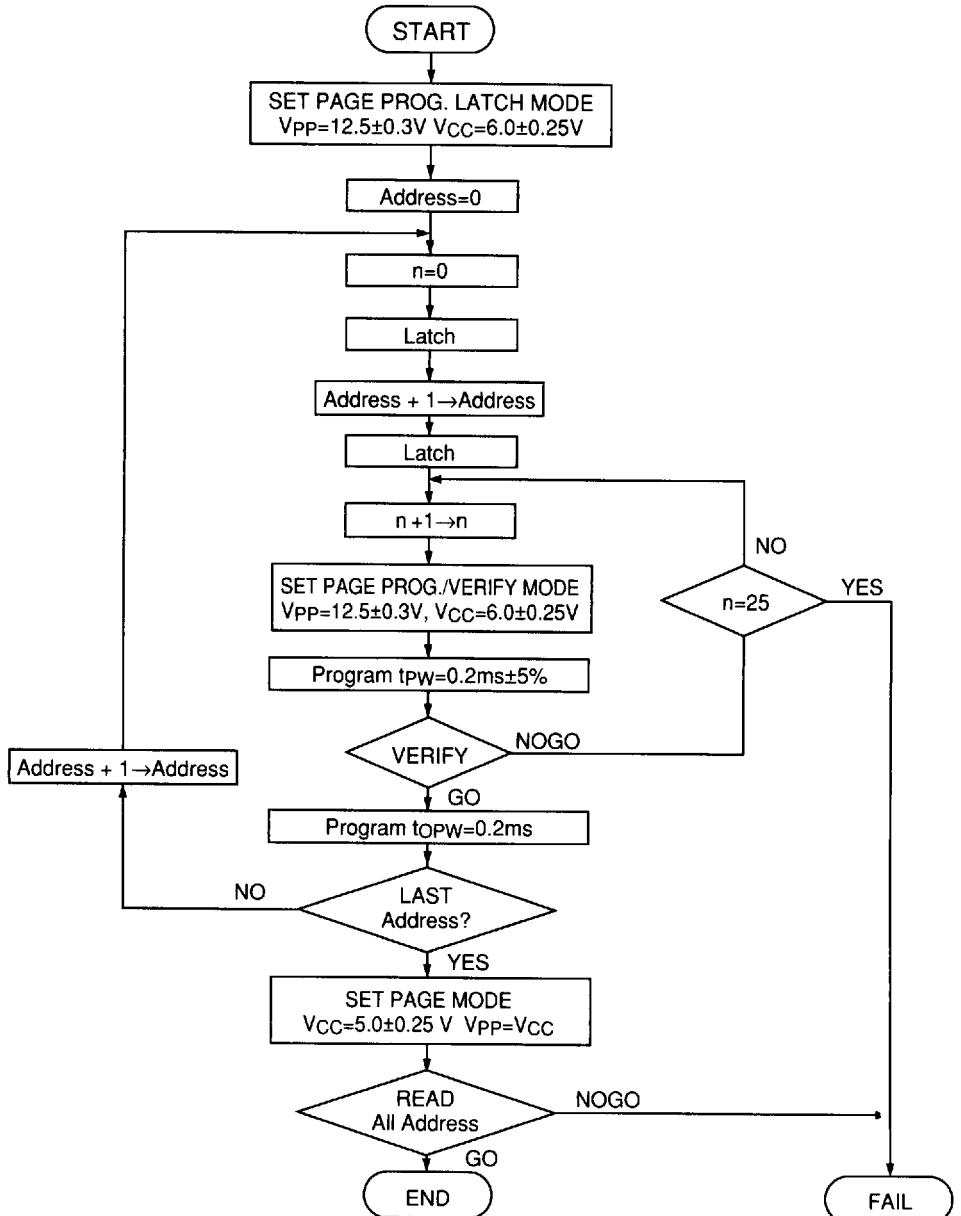 START
SET PAGE PROG. LATCH MODE
VPP=12.5±0.3V VCC=6.0±0.25V
Address=0
n=0
Latch
Address + 1→Address
Latch
n +1→n
NO
SET PAGE PROG./VERIFY MODE
VPP=12.5±0.3V, VCC=6.0±0.25V
n=25
YES
Program tPW=0.2ms±5%
VERIFY
NOGO
Address + 1→Address
GO
Program tOPW=0.2ms
NO
LAST
Address?
YES
SET PAGE MODE
VCC=5.0±0.25 V VPP=VCC
READ
All Address
NOGO
GO
END
FAIL